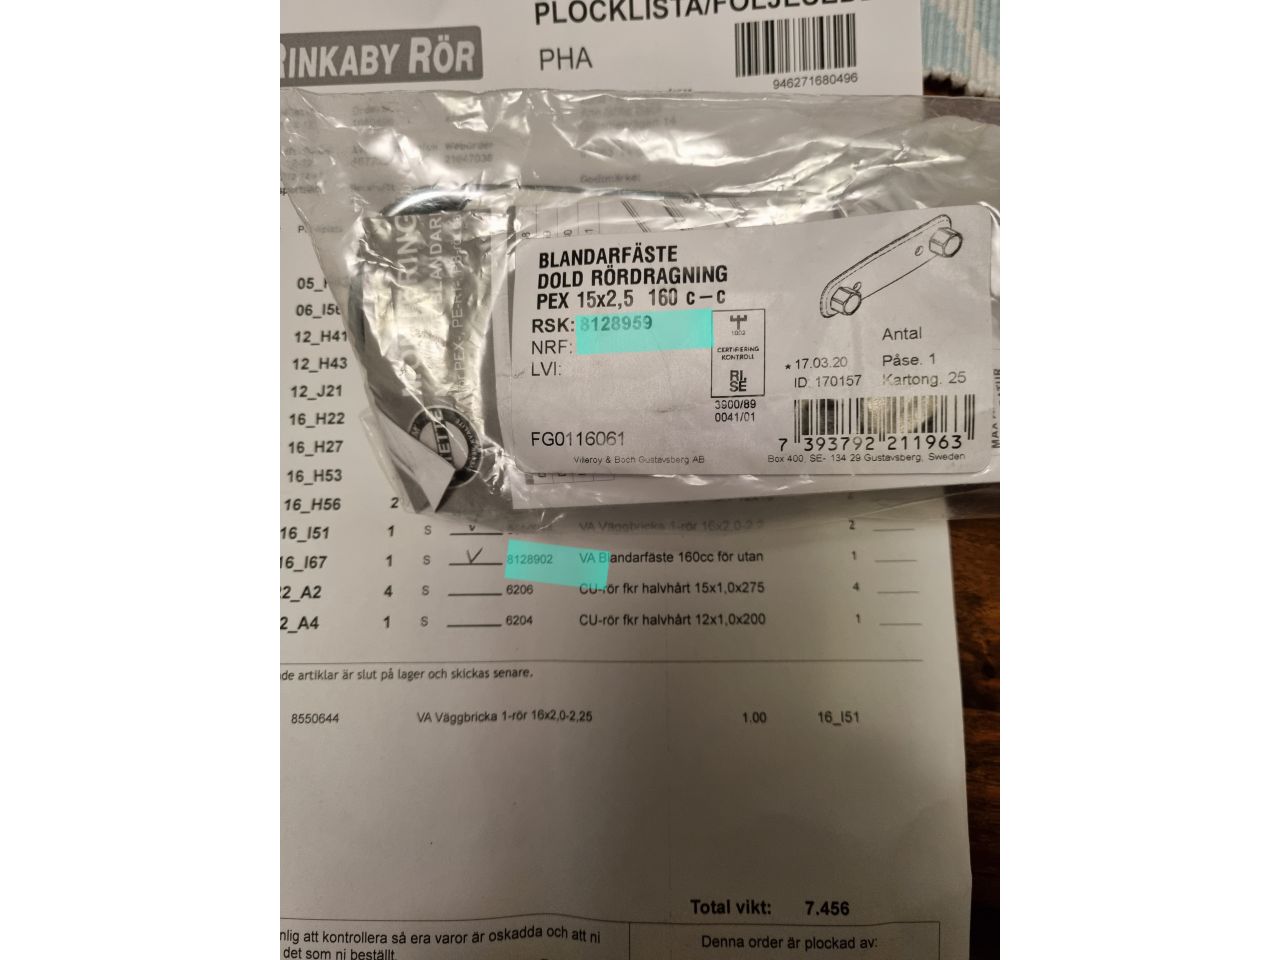 PLOCKLISTA/FÖLJESEDEL
RINKABY RÖR
PHA
946271680496
Weborder
21647038
Godsmärke:
BLANDARFÄSTE
DOLD RÖRDRAGNING
PEX 15x2,5 160 c-c
RSK: 8128959
NRF:
LVI:
1002
CERTIFIERING
KONTROLL
RI.
SE
3900/89
0041/01
Antal
* 17.03.20 Påse. 1
ID: 170157 Kartong. 25
FG0116061
7 393792 211963
Villeroy & Boch Gustavsberg AB
Box 400, SE- 134 29 Gustavsberg, Sweden
12_H41
12_H43
12_J21
16_H22
16_H27
16_H53
16_H56 2
16_I51 1 S VA Väggbricka 1-rör 16x2,0-2,2 2
16_I67 1 S 8128902 VA Blandarfäste 160cc för utan 1
22_A2 4 S 6206 CU-rör fkr halvhårt 15x1,0x275 4
2_A4 1 S 6204 CU-rör fkr halvhårt 12x1,0x200 1
de artiklar är slut på lager och skickas senare.
8550644 VA Väggbricka 1-rör 16x2,0-2,25 1.00 16_I51
Total vikt: 7.456
nlig att kontrollera så era varor är oskadda och att ni
det som ni beställt.
Denna order är plockad av: